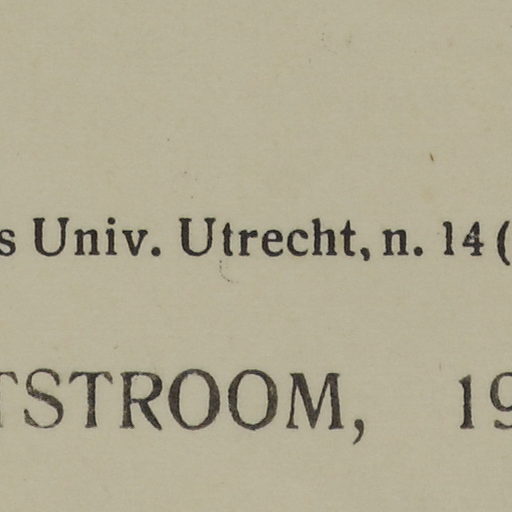 s Univ. Utrecht, n. 14 (
TSTROOM, 19